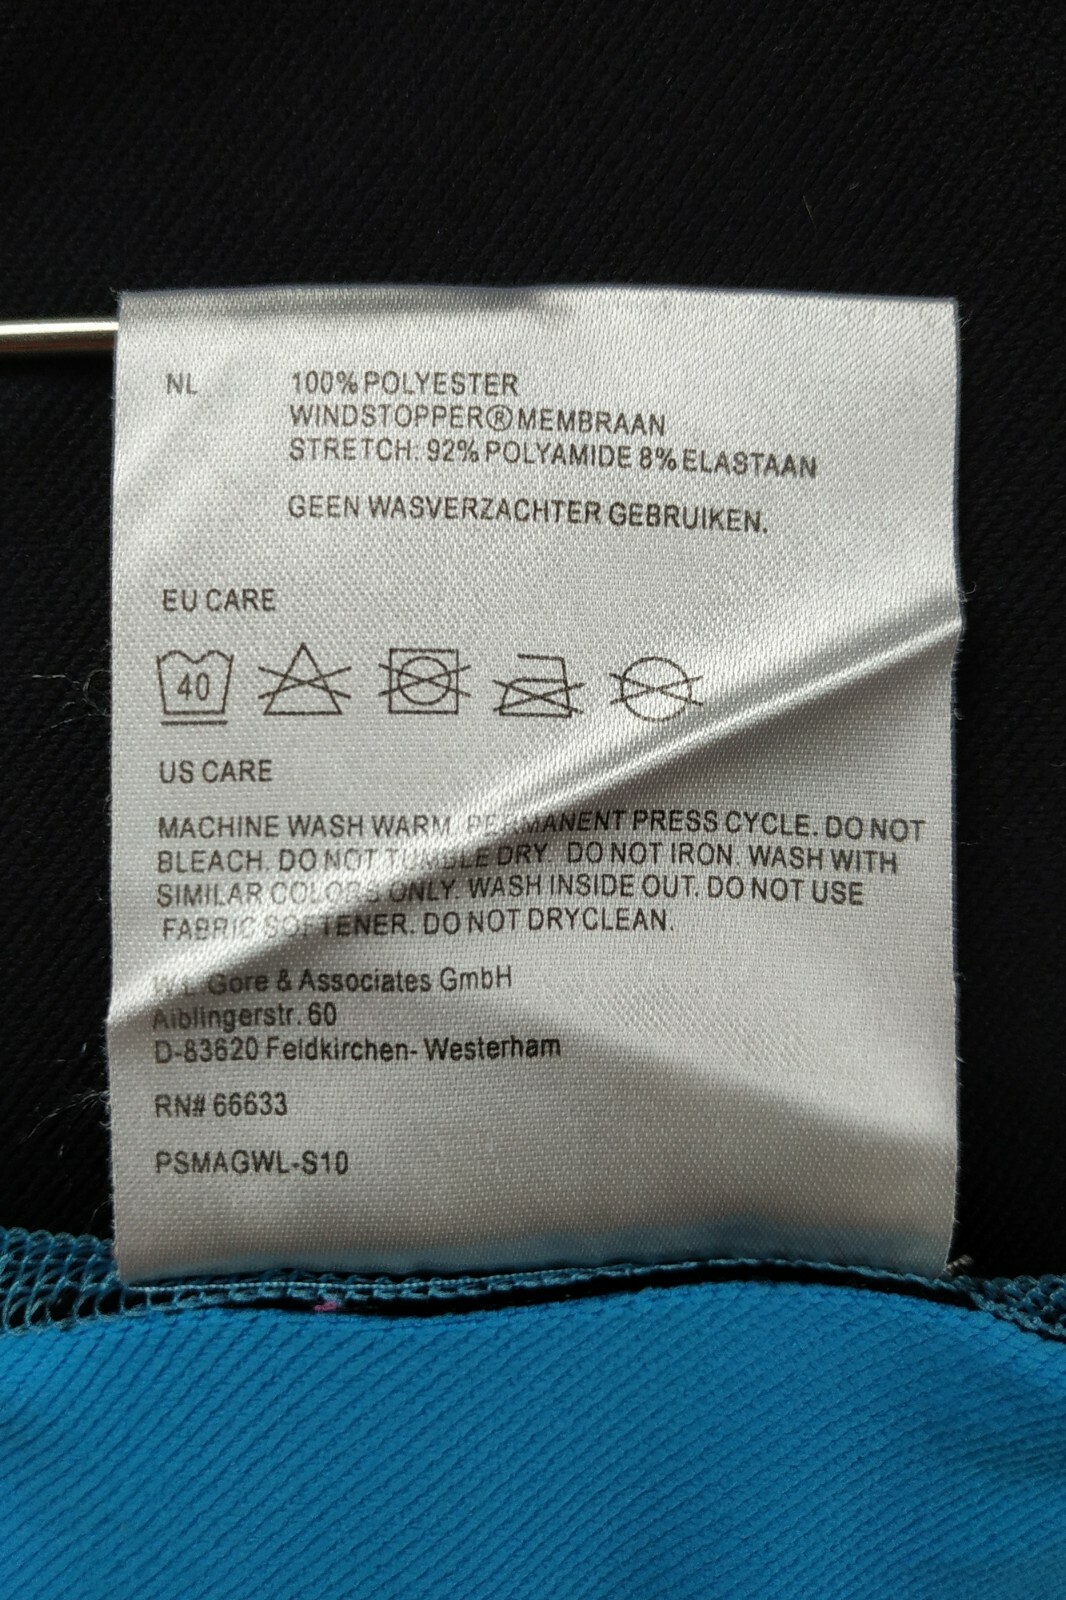 NL 100% POLYESTER
WINDSTOPPER® MEMBRAAN
STRETCH: 92% POLYAMIDE 8% ELASTAAN
GEEN WASVERZACHTER GEBRUIKEN.
EU CARE
40
US CARE
MACHINE WASH WARM. PERMANENT PRESS CYCLE. DO NOT
BLEACH. DO NOT TUMBLE DRY. DO NOT IRON. WASH WITH
SIMILAR COLORS ONLY. WASH INSIDE OUT. DO NOT USE
FABRIC SOFTENER. DO NOT DRYCLEAN.
Gore & Associates GmbH
Aiblingerstr. 60
D-83620 Feldkirchen- Westerham
RN# 66633
PSMAGWL-S10